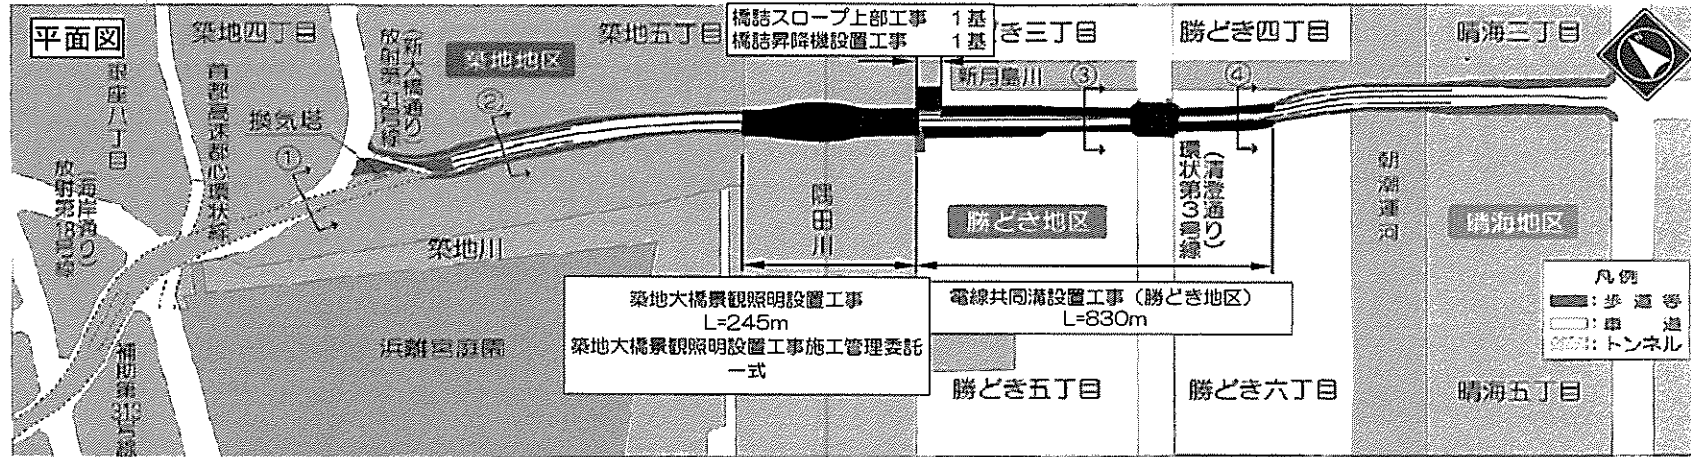 平面図
築地四丁目
築地五丁目
橋詰スロープ上部工事 1基
橋詰昇降機設置工事 1基
どき三丁目
勝どき四丁目
晴海三丁目
銀座八丁目
首都高速都心環状線
放射第31号線
(新大橋通り)
築地地区
新月島川
換気塔
①
②
③
④
放射第18号線
(海岸通り)
築地川
隅田川
勝どき地区
環状第3号線
(清澄通り)
朝潮運河
晴海地区
築地大橋景観照明設置工事
L=245m
築地大橋景観照明設置工事施工管理委託
一式
電線共同溝設置工事(勝どき地区)
L=830m
凡例
:歩道等
:車道
:トンネル
浜離宮庭園
補助第313号線
勝どき五丁目
勝どき六丁目
晴海五丁目